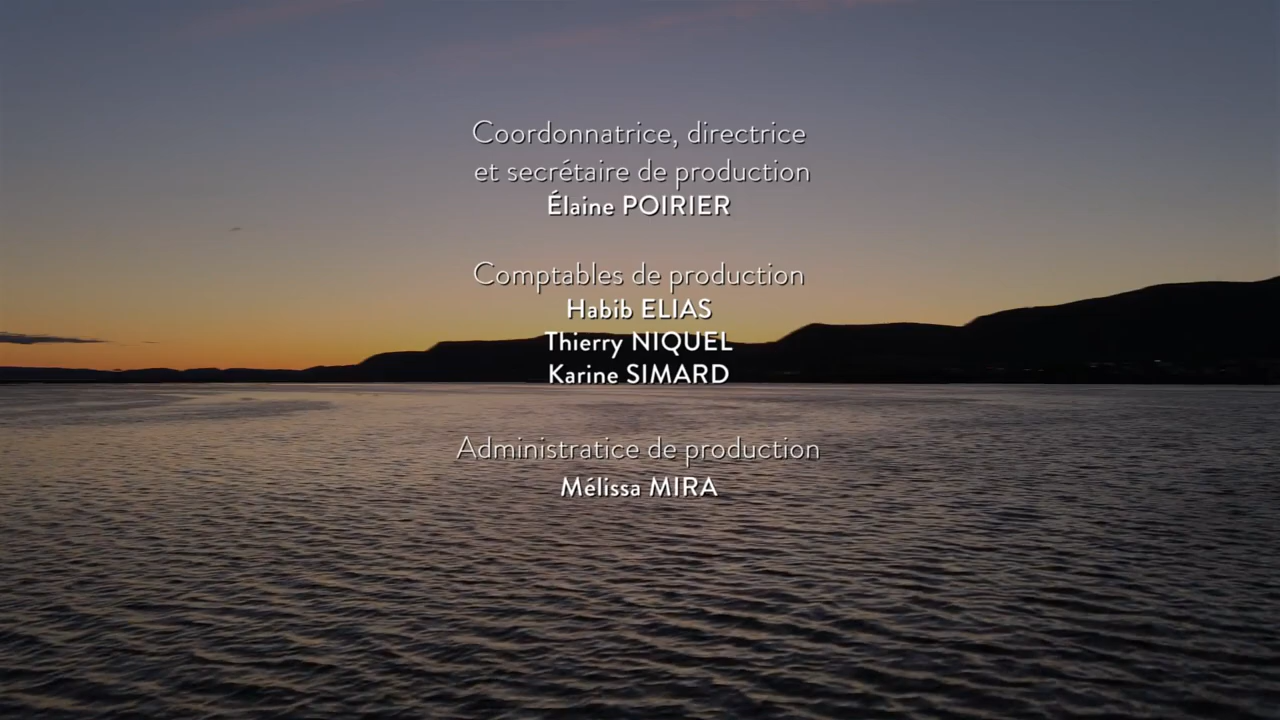 Coordonnatrice, directrice
et secrétaire de production
Élaine POIRIER
Comptables de production
Habib ELIAS
Thierry NIQUEL
Karine SIMARD
Administratice de production
Mélissa MIRA